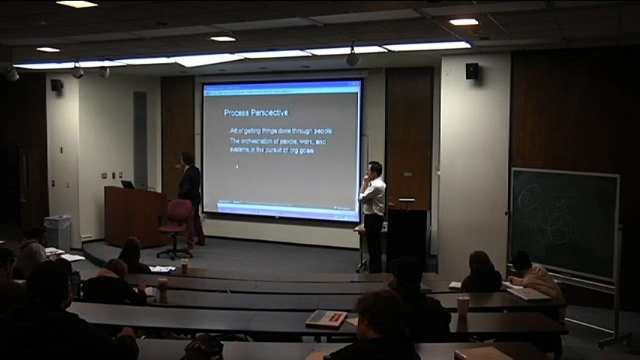 Process Perspective
Art of getting things done through people
The orchestration of people, work, and
systems in the pursuit of org goals